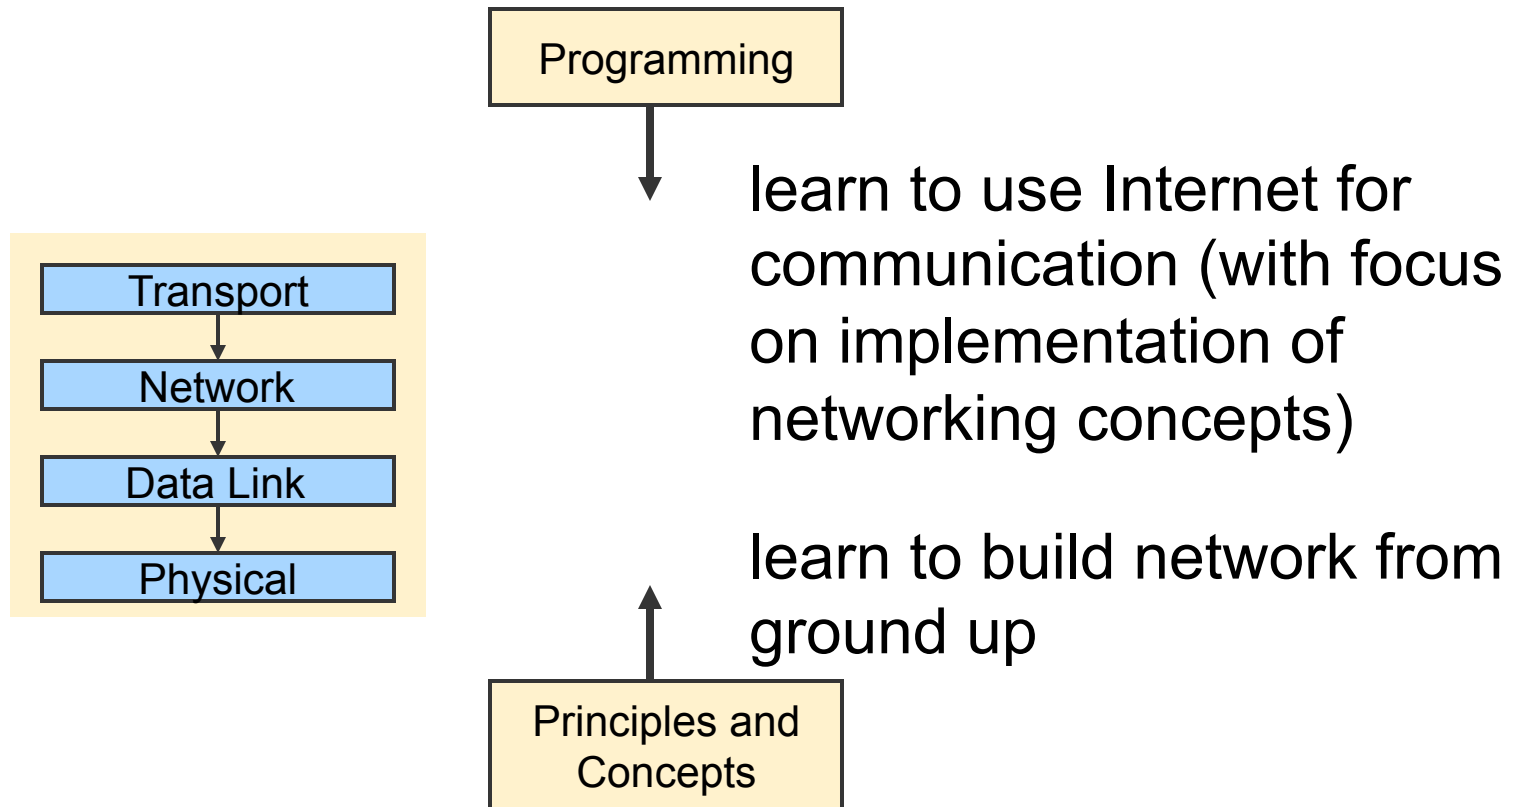 Programming
learn to use Internet for
communication (with focus
on implementation of
networking concepts)
Transport
Network
Data Link
Physical
learn to build network from
ground up
Principles and
Concepts